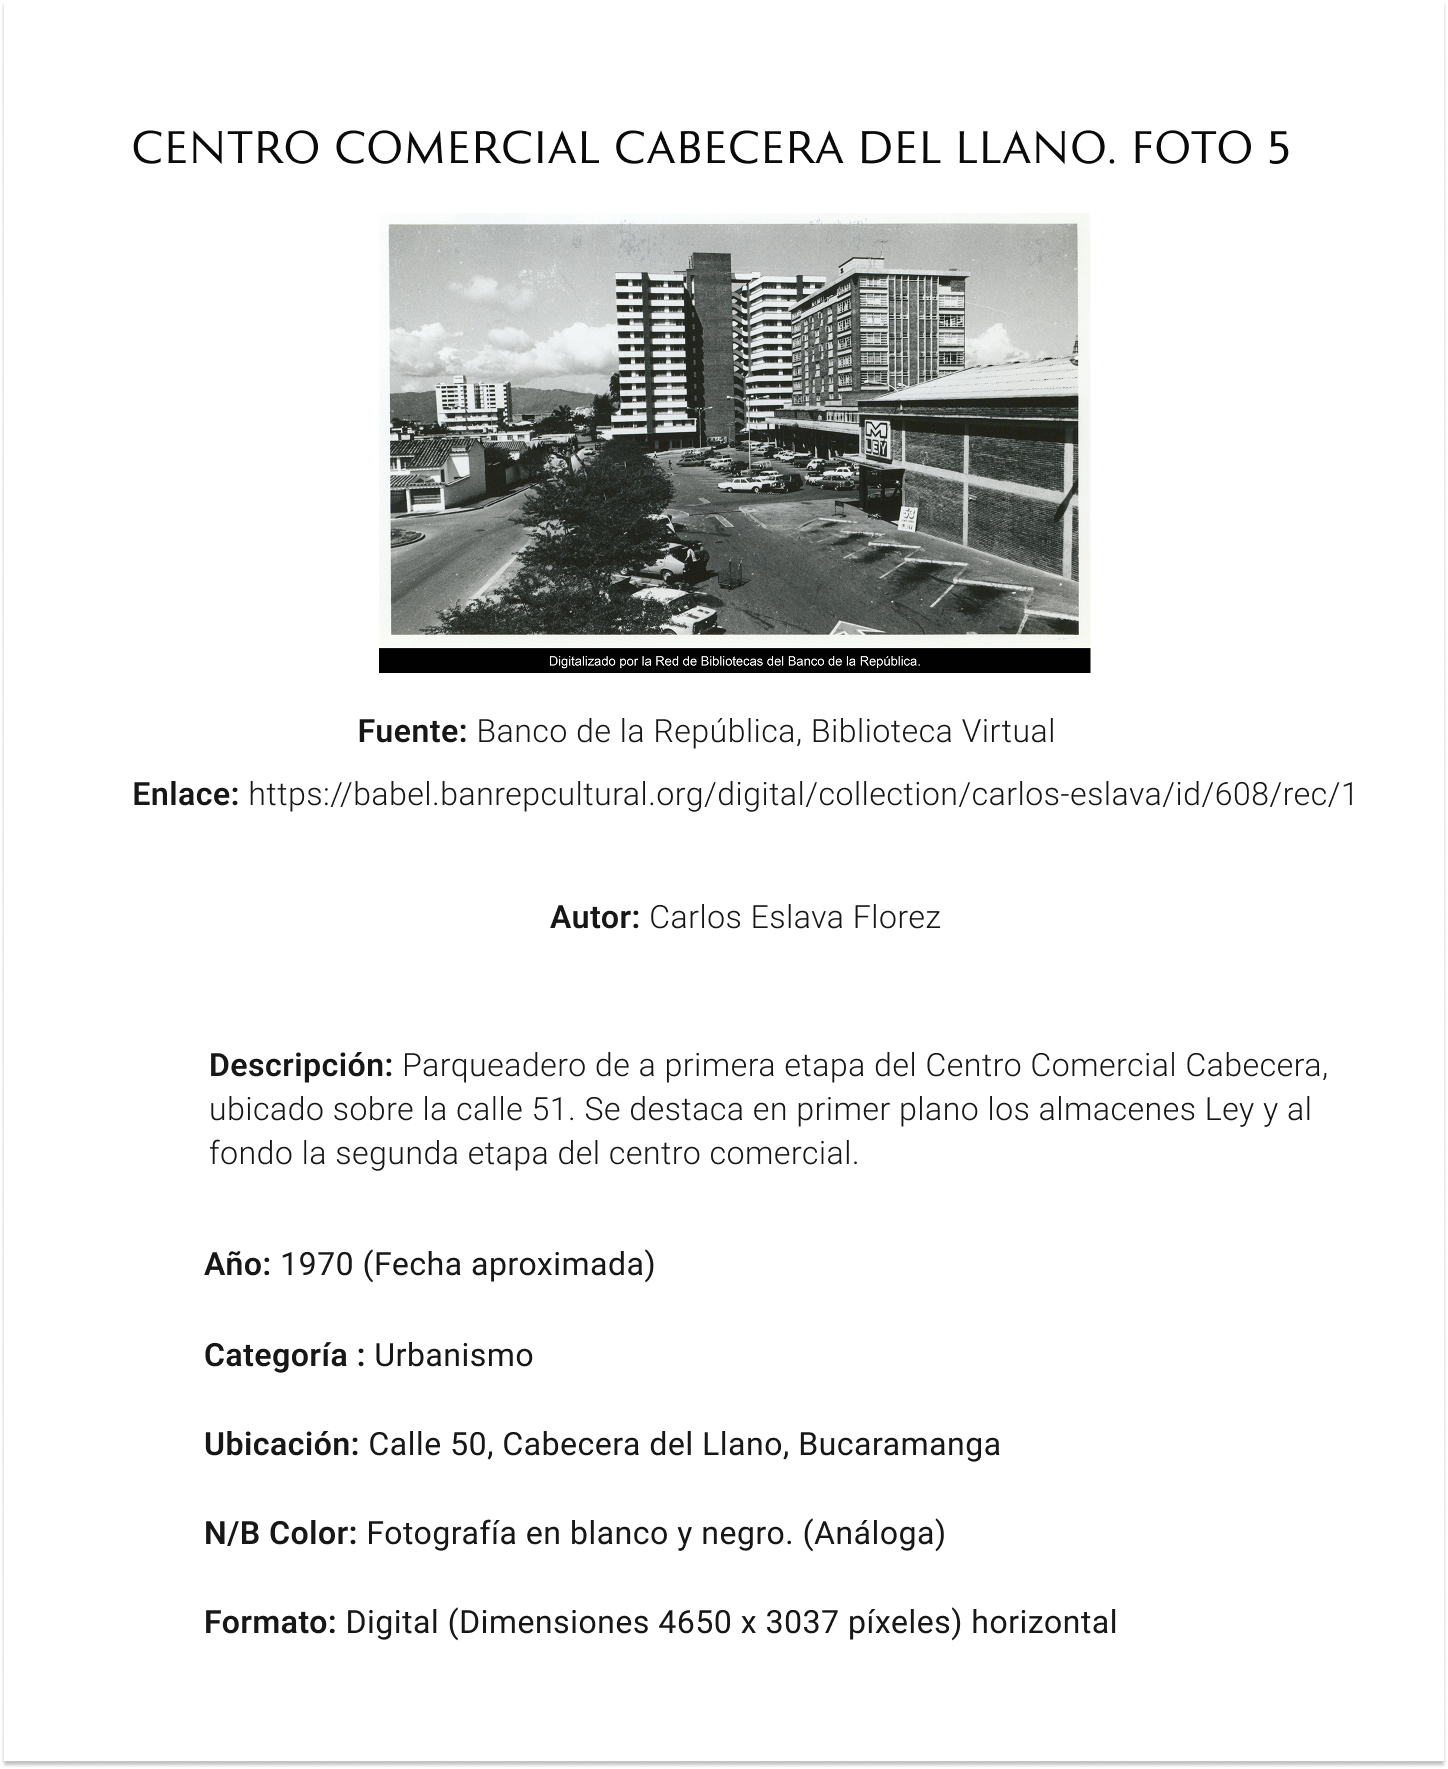 CENTRO COMERCIAL CABECERA DEL LLANO. FOTO 5
M
LEY
Digitalizado por la Red de Bibliotecas del Banco de la República.
Fuente: Banco de la República, Biblioteca Virtual
Enlace: https://babel.banrepcultural.org/digital/collection/carlos-eslava/id/608/rec/1
Autor: Carlos Eslava Florez
Descripción: Parqueadero de a primera etapa del Centro Comercial Cabecera,
ubicado sobre la calle 51. Se destaca en primer plano los almacenes Ley y al
fondo la segunda etapa del centro comercial.
Año: 1970 (Fecha aproximada)
Categoría : Urbanismo
Ubicación: Calle 50, Cabecera del Llano, Bucaramanga
N/B Color: Fotografía en blanco y negro. (Análoga)
Formato: Digital (Dimensiones 4650 x 3037 píxeles) horizontal